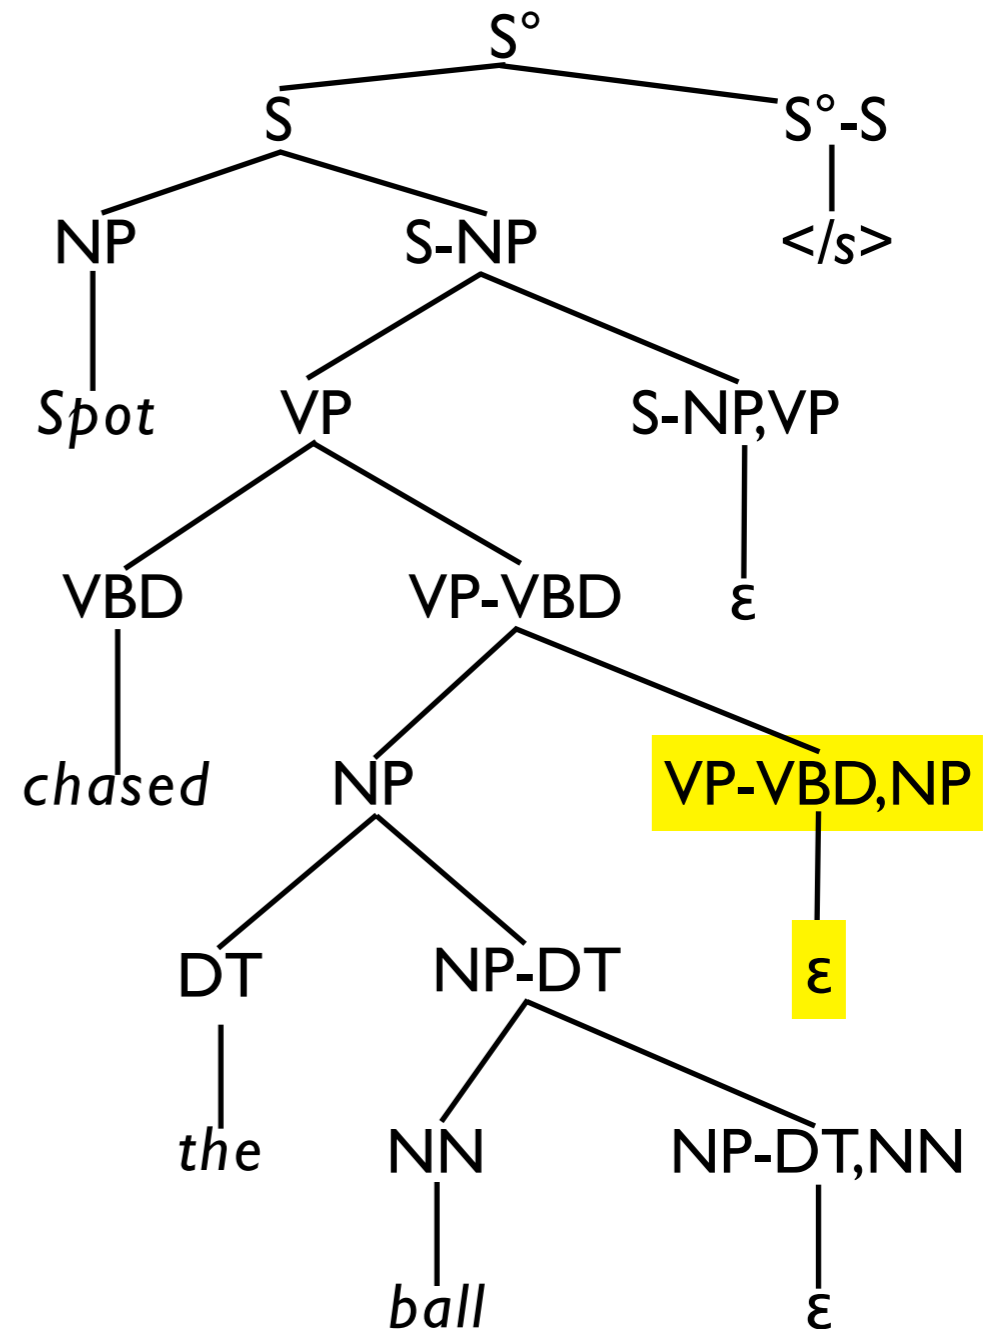 S°
S S°-S
NP S-NP </s>
Spot VP S-NP,VP
VBD VP-VBD ε
chased NP VP-VBD,NP
DT NP-DT ε
the NN NP-DT,NN
ball ε